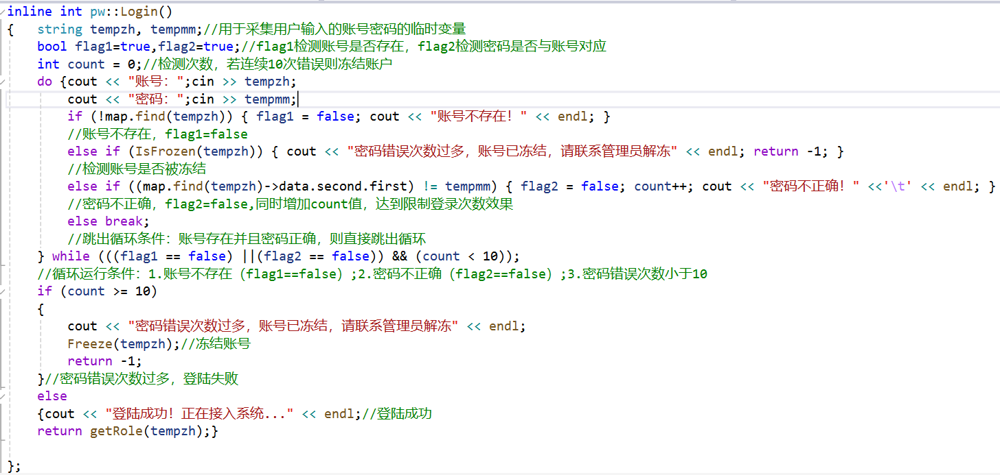 inline int pw::Login()
{   string tempzh, tempmm;//用于采集用户输入的账号密码的临时变量
    bool flag1=true,flag2=true;//flag1检测账号是否存在，flag2检测密码是否与账号对应
    int count = 0;//检测次数，若连续10次错误则冻结账户
    do {cout << "账号：";cin >> tempzh;
        cout << "密码：";cin >> tempmm;
        if (!map.find(tempzh)) { flag1 = false; cout << "账号不存在！" << endl; }
        //账号不存在，flag1=false
        else if (IsFrozen(tempzh)) { cout << "密码错误次数过多，账号已冻结，请联系管理员解冻" << endl; return -1; }
        //检测账号是否被冻结
        else if ((map.find(tempzh)->data.second.first) != tempmm) { flag2 = false; count++; cout << "密码不正确！" <<'\t' << endl; }
        //密码不正确，flag2=false,同时增加count值，达到限制登录次数效果
        else break;
        //跳出循环条件：账号存在并且密码正确，则直接跳出循环
    } while (((flag1 == false) ||(flag2 == false)) && (count < 10));
    //循环运行条件：1.账号不存在（flag1==false）;2.密码不正确（flag2==false）;3.密码错误次数小于10
    if (count >= 10)
    {
        cout << "密码错误次数过多，账号已冻结，请联系管理员解冻" << endl;
        Freeze(tempzh);//冻结账号
        return -1;
    }//密码错误次数过多，登陆失败
    else
    {cout << "登陆成功！正在接入系统..." << endl;//登陆成功
    return getRole(tempzh);}
};